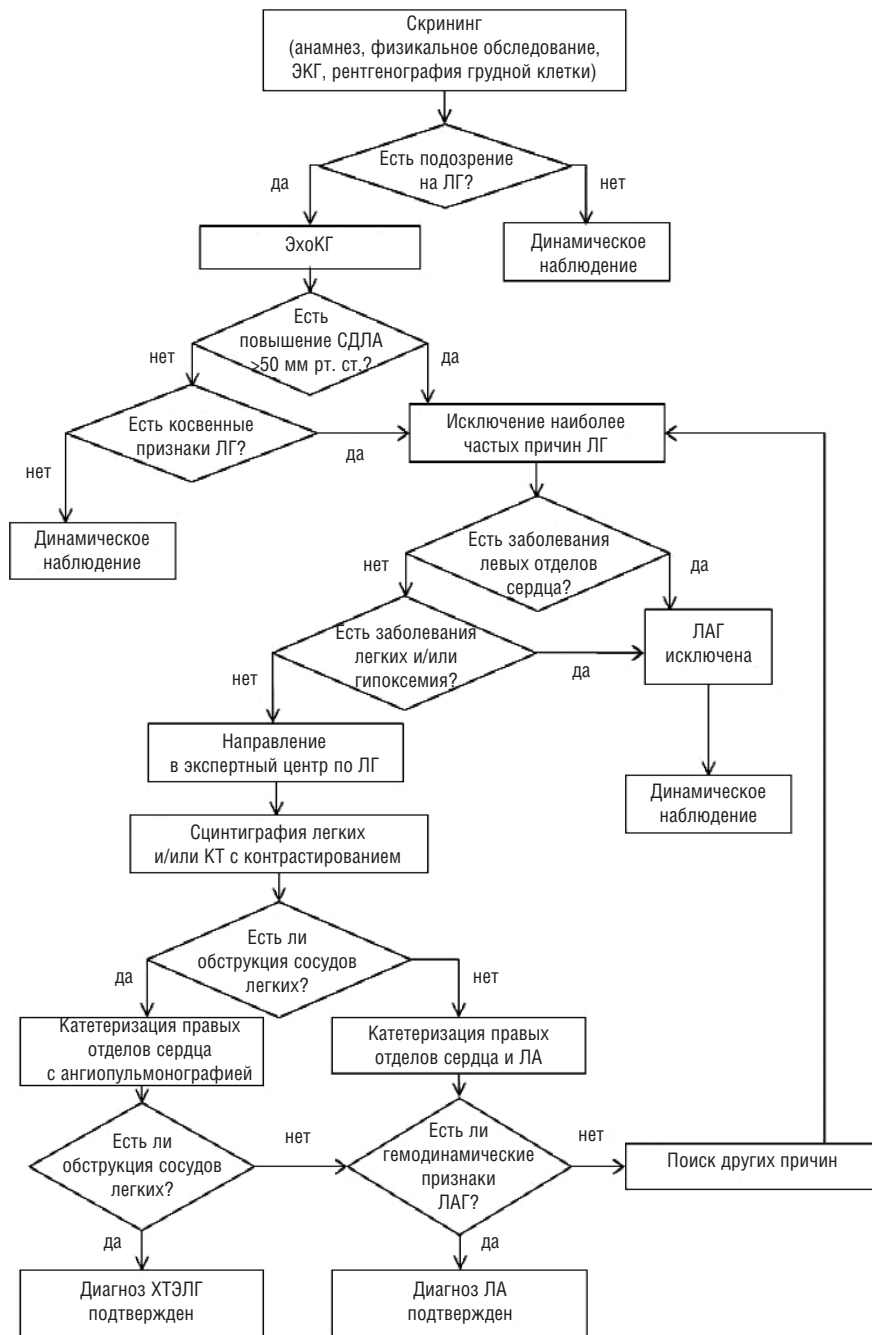 Скрининг
(анамнез, физикальное обследование,
ЭКГ, рентгенография грудной клетки)
Есть подозрение
на ЛГ?
да
нет
ЭхоКГ
Динамическое
наблюдение
Есть
повышение СДЛА
>50 мм рт. ст.?
нет
да
Есть косвенные
признаки ЛГ?
Исключение наиболее
частых причин ЛГ
нет
да
Динамическое
наблюдение
Есть заболевания
левых отделов
сердца?
нет
да
Есть заболевания
легких и/или
гипоксемия?
ЛАГ
исключена
нет
да
Направление
в экспертный центр по ЛГ
Динамическое
наблюдение
Сцинтиграфия легких
и/или КТ с контрастированием
Есть ли
обструкция сосудов
легких?
да
нет
Катетеризация правых
отделов сердца
с ангиопульмонографией
Катетеризация правых
отделов сердца и ЛА
Есть ли
обструкция сосудов
легких?
нет
Есть ли
гемодинамические
признаки
ЛАГ?
нет
Поиск других причин
да
да
Диагноз ХТЭЛГ
подтвержден
Диагноз ЛА
подтвержден